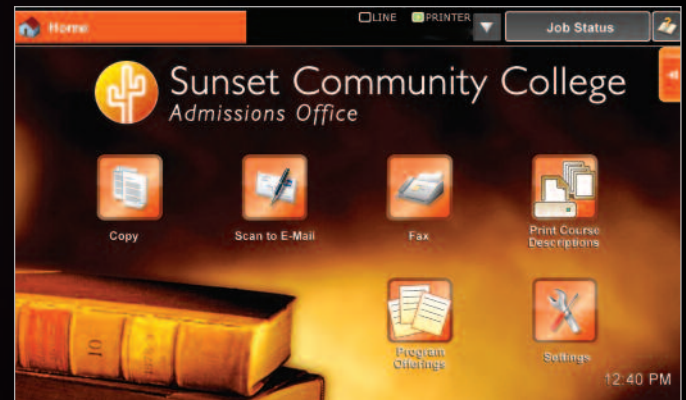 Home
LINE
PRINTER
Job Status
Sunset Community College
Admissions Office
Copy
Scan to E-Mail
Fax
Print Course
Descriptions
Program
Offerings
Settings
10
12:40 PM